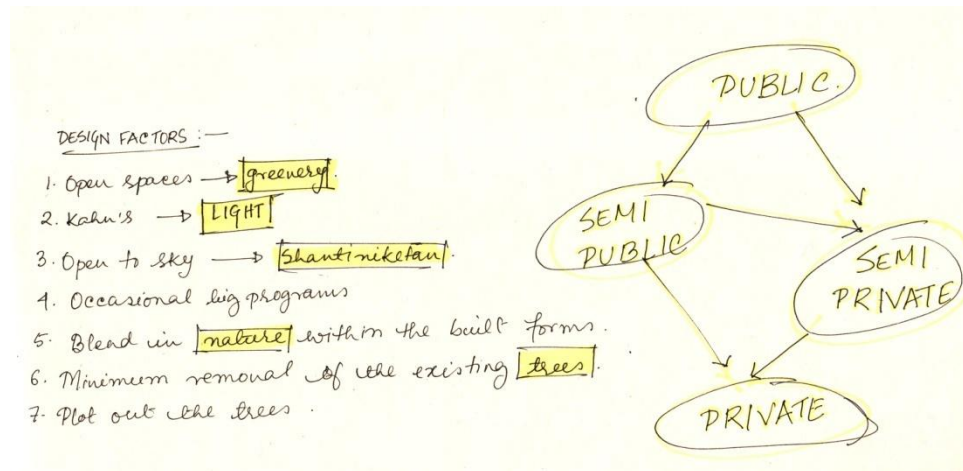 DESIGN FACTORS :—
1. Open spaces → greenery.
2. Kahn's → LIGHT
3. Open to sky → Shantiniketan.
4. Occasional big programs
5. Blend in nature within the built forms.
6. Minimum removal of the existing trees.
7. Plot out the trees.
PUBLIC.
SEMI
PUBLIC
SEMI
PRIVATE
PRIVATE